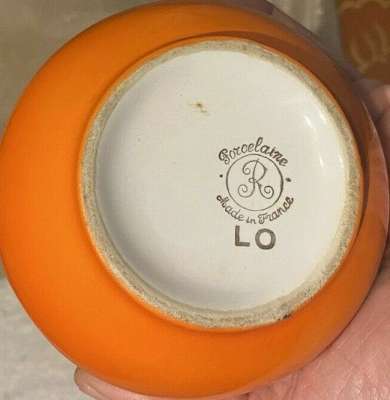 Porcelaine
R
Made in France
LO